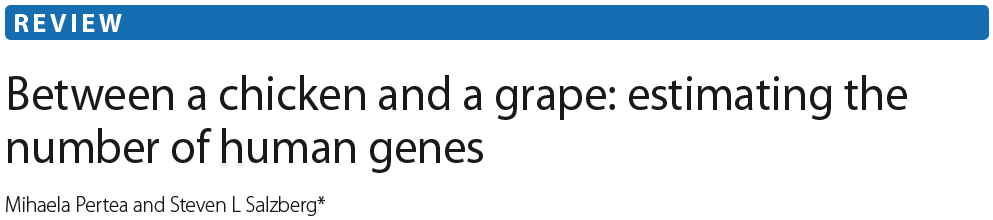 REVIEW
Between a chicken and a grape: estimating the
number of human genes
Mihaela Pertea and Steven L Salzberg*